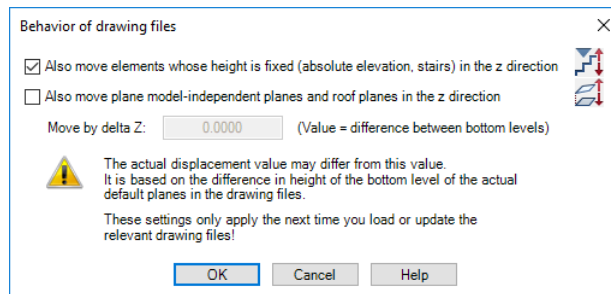 Behavior of drawing files
Also move elements whose height is fixed (absolute elevation, stairs) in the z direction
Also move plane model-independent planes and roof planes in the z direction
Move by delta Z: 0.0000 (Value = difference between bottom levels)
The actual displacement value may differ from this value.
It is based on the difference in height of the bottom level of the actual
default planes in the drawing files.
These settings only apply the next time you load or update the
relevant drawing files!
OK Cancel Help